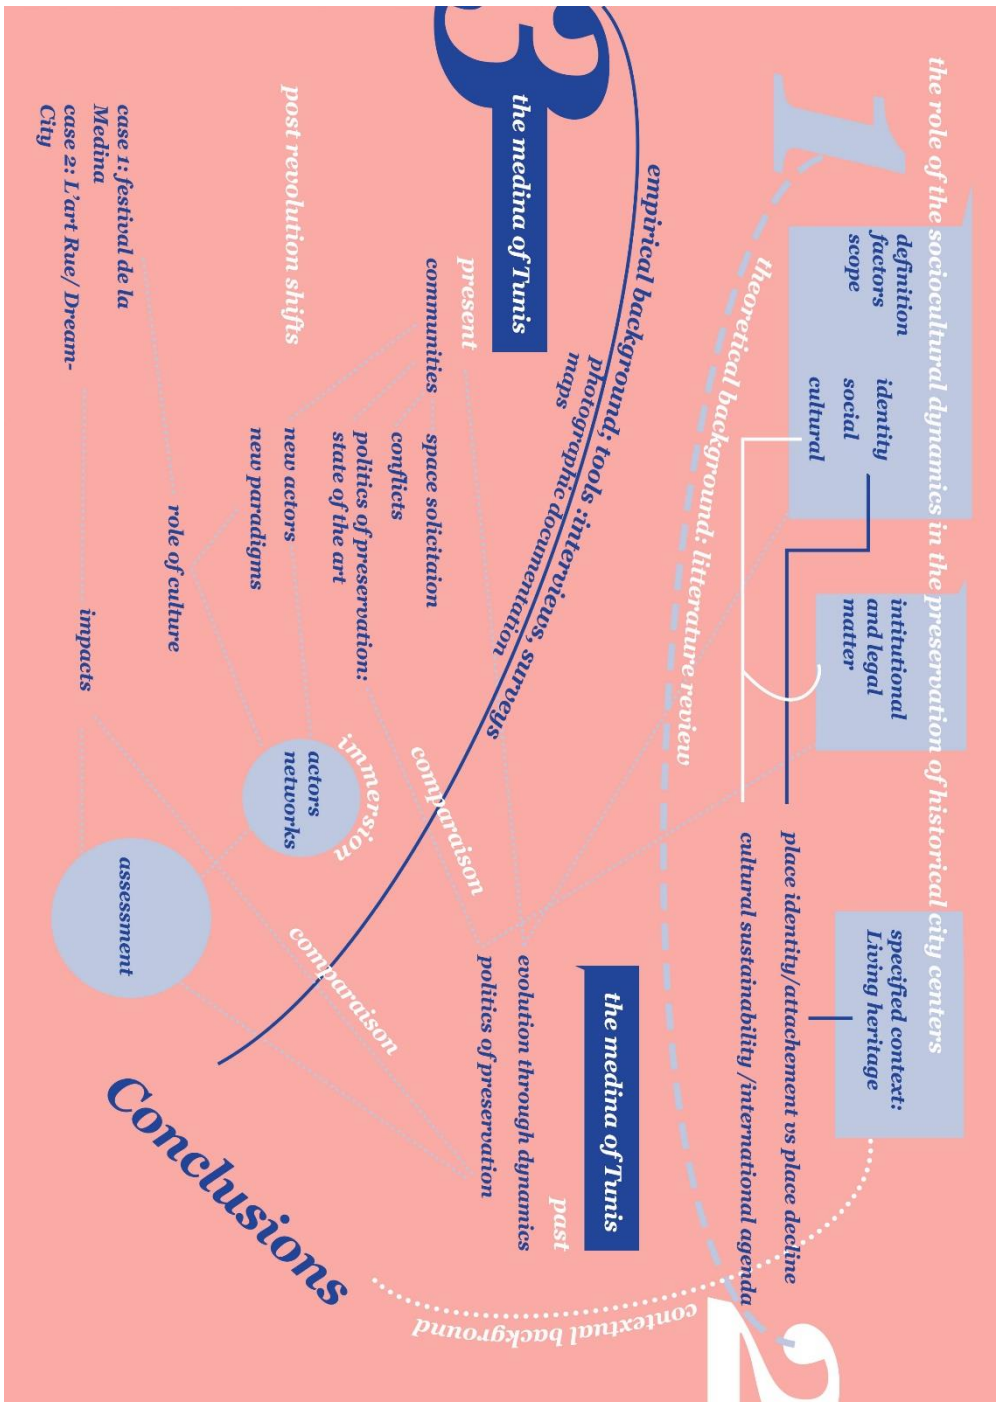 the role of the sociocultural dynamics in the preservation of historical city centers
1
definition
factors
scope
identity
social
cultural
intitutional
and legal
matter
specified context:
Living heritage
place identity/attachement vs place decline
cultural sustainability /international agenda
theoretical background; litterature review
2
contextual background
the medina of Tunis
past
evolution through dynamics
politics of preservation
3
empirical background; tools :interviews, surveys
photographic documentation
maps
the medina of Tunis
present
communities
space solicitaion
conflicts
politics of preservation:
state of the art
new actors
new paradigms
post revolution shifts
role of culture
case 1: festival de la
Medina
case 2: L'art Rue/ Dream-
City
impacts
comparaison
immersion
actors
networks
comparaison
assessment
Conclusions